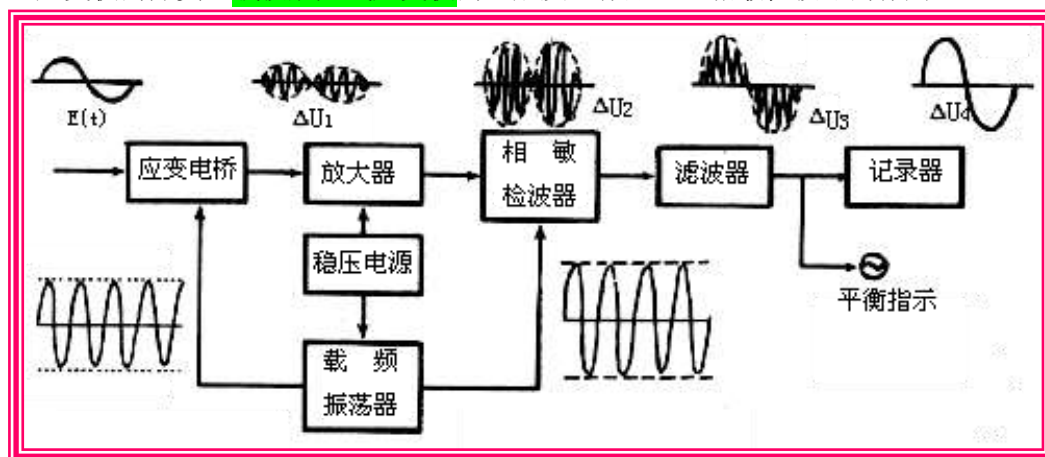 E(t)
ΔU1
ΔU2
ΔU3
ΔU4
应变电桥
放大器
相敏
检波器
滤波器
记录器
稳压电源
平衡指示
载频
振荡器